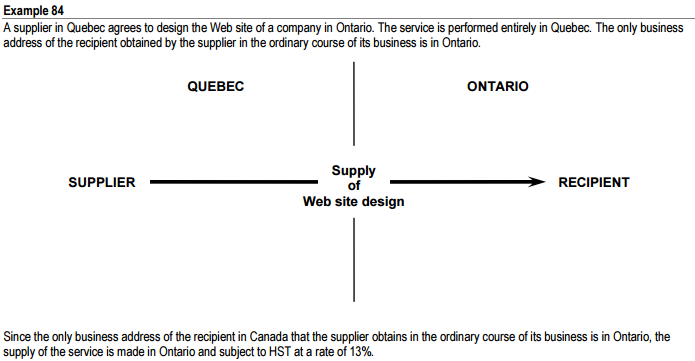 Example 84
A supplier in Quebec agrees to design the Web site of a company in Ontario. The service is performed entirely in Quebec. The only business
address of the recipient obtained by the supplier in the ordinary course of its business is in Ontario.
QUEBEC
ONTARIO
SUPPLIER
Supply
of
Web site design
RECIPIENT
Since the only business address of the recipient in Canada that the supplier obtains in the ordinary course of its business is in Ontario, the
supply of the service is made in Ontario and subject to HST at a rate of 13%.